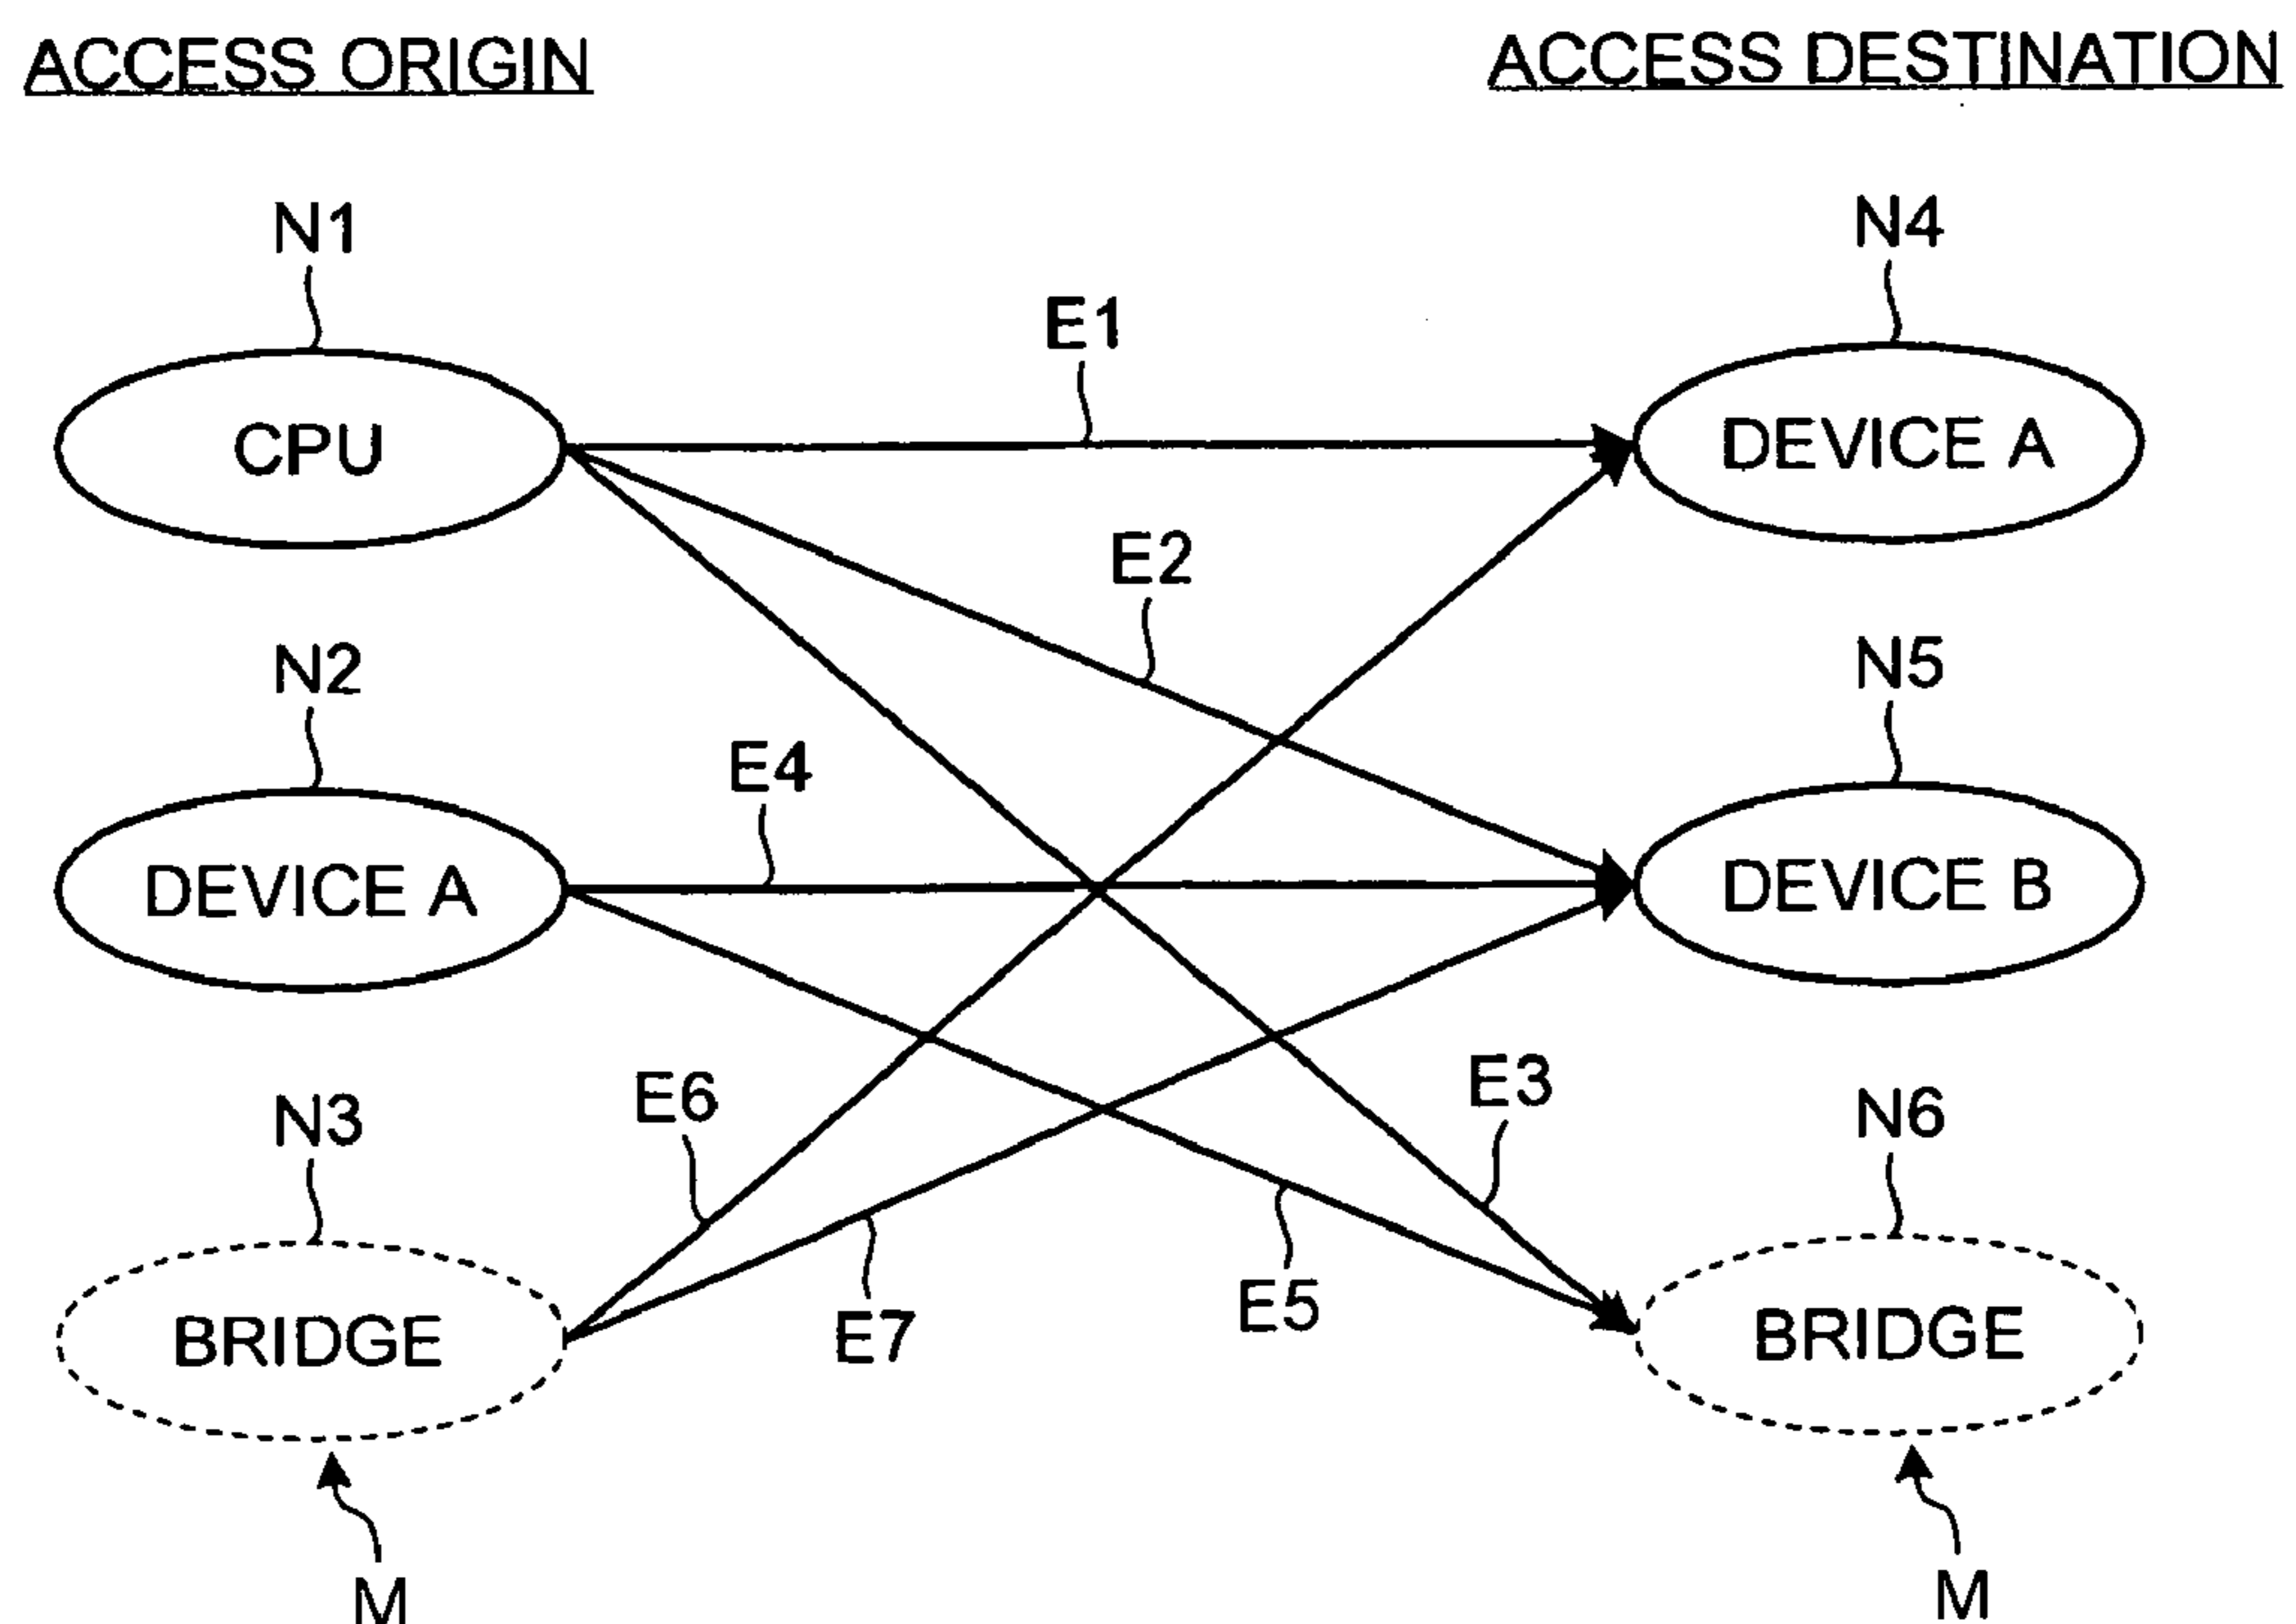 ACCESS ORIGIN
ACCESS DESTINATION
N1
N4
E1
CPU
DEVICE A
E2
N2
N5
E4
DEVICE A
DEVICE B
E6
E3
N3
N6
E5
E7
BRIDGE
BRIDGE
M
M